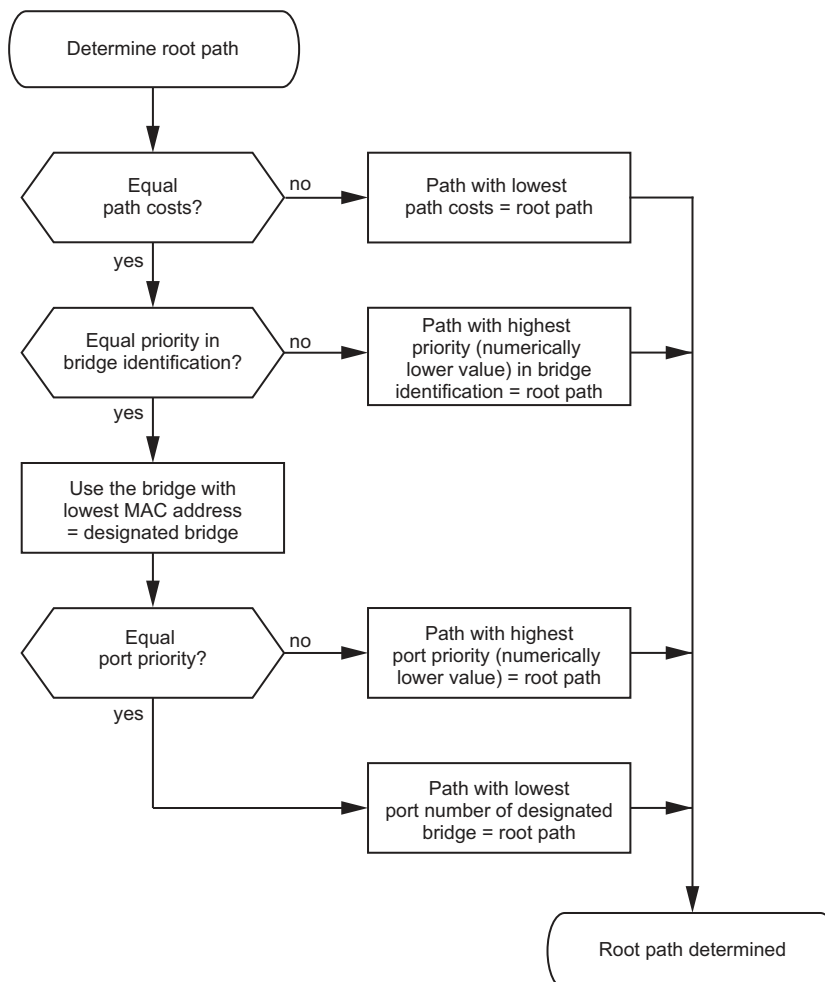 Determine root path
Equal
path costs?
no
Path with lowest
path costs = root path
yes
Equal priority in
bridge identification?
no
Path with highest
priority (numerically
lower value) in bridge
identification = root path
yes
Use the bridge with
lowest MAC address
= designated bridge
Equal
port priority?
no
Path with highest
port priority (numerically
lower value) = root path
yes
Path with lowest
port number of designated
bridge = root path
Root path determined